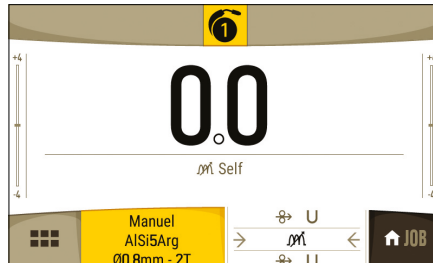 1
+4
+4
0.0
Self
-4
-4
Manuel
U
AlSi5Arg
JOB
Ø0.8mm - 2T
U